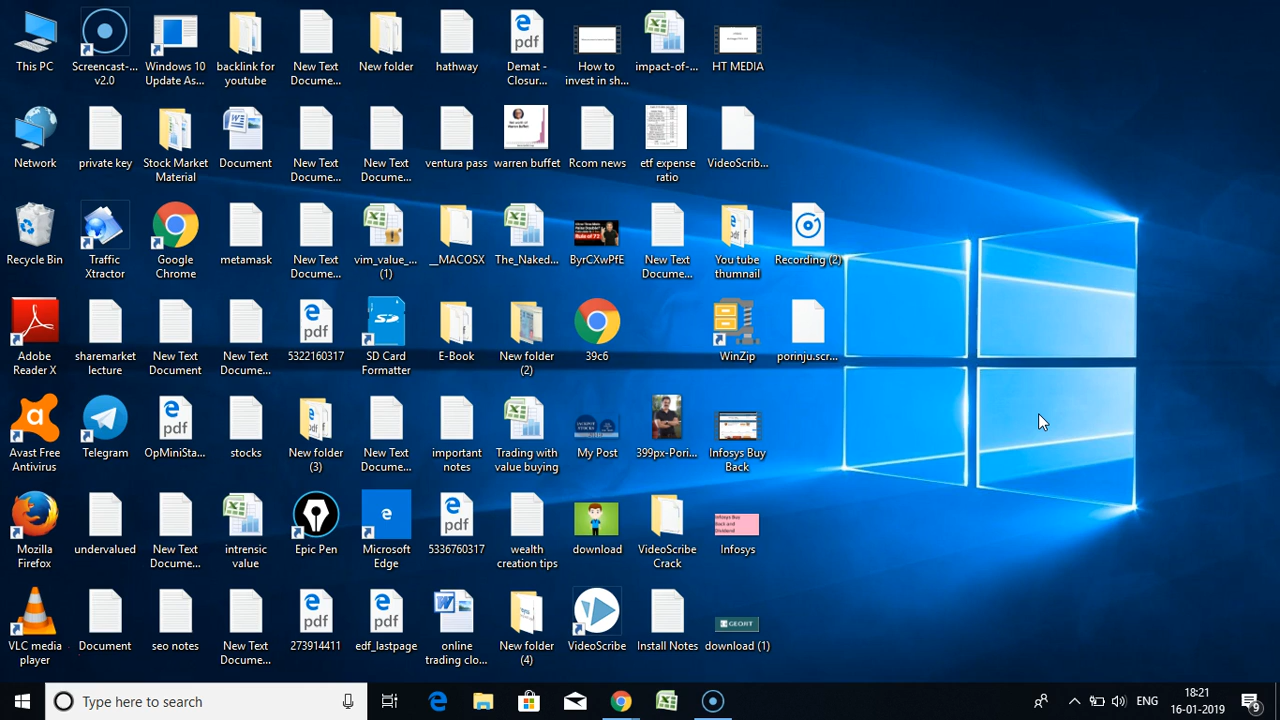 This PC
Screencast-...
v2.0
Windows 10
Update As...
backlink for
youtube
New Text
Docume...
New folder
hathway
Demat -
Closur...
How to
invest in sh...
impact-of-...
HT MEDIA
Network
private key
Stock Market
Material
Document
New Text
Docume...
New Text
Docume...
ventura pass
warren buffet
Rcom news
etf expense
ratio
VideoScrib...
Recycle Bin
Traffic
Xtractor
Google
Chrome
metamask
New Text
Docume...
vim_value_...
(1)
__MACOSX
The_Naked...
ByrCXwPfE
New Text
Docume...
You tube
thumnail
Recording (2)
Adobe
Reader X
sharemarket
lecture
New Text
Document
New Text
Docume...
5322160317
SD Card
Formatter
E-Book
New folder
(2)
39c6
WinZip
porinju.scr...
Avast Free
Antivirus
Telegram
OpMiniSta...
stocks
New folder
(3)
New Text
Docume...
important
notes
Trading with
value buying
My Post
399px-Pori...
Infosys Buy
Back
Mozilla
Firefox
undervalued
New Text
Docume...
intrensic
value
Epic Pen
Microsoft
Edge
5336760317
wealth
creation tips
download
VideoScribe
Crack
Infosys
VLC media
player
Document
seo notes
New Text
Docume...
273914411
edf_lastpage
online
trading clo...
New folder
(4)
VideoScribe
Install Notes
download (1)
Type here to search
ENG
18:21
16-01-2019
9